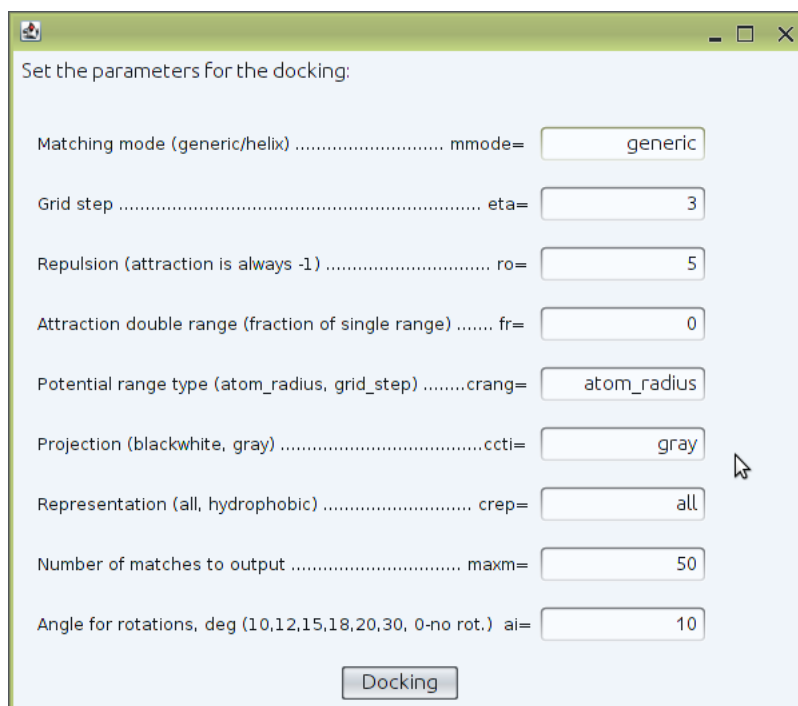 Set the parameters for the docking:
Matching mode (generic/helix) ............................ mmode= generic
Grid step .................................................................... eta= 3
Repulsion (attraction is always -1) ............................... ro= 5
Attraction double range (fraction of single range) ....... fr= 0
Potential range type (atom_radius, grid_step) ........crang= atom_radius
Projection (blackwhite, gray) ......................................ccti= gray
Representation (all, hydrophobic) ............................ crep= all
Number of matches to output ................................ maxm= 50
Angle for rotations, deg (10,12,15,18,20,30, 0-no rot.) ai= 10
Docking